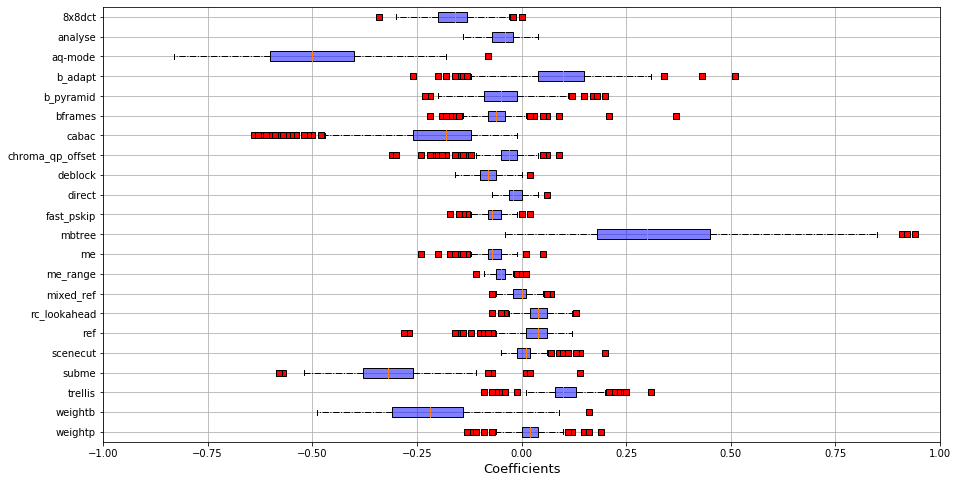 8x8dct
analyse
aq-mode
b_adapt
b_pyramid
bframes
cabac
chroma_qp_offset
deblock
direct
fast_pskip
mbtree
me
me_range
mixed_ref
rc_lookahead
ref
scenecut
subme
trellis
weightb
weightp
−1.00 −0.75 −0.50 −0.25 0.00 0.25 0.50 0.75 1.00
Coefficients